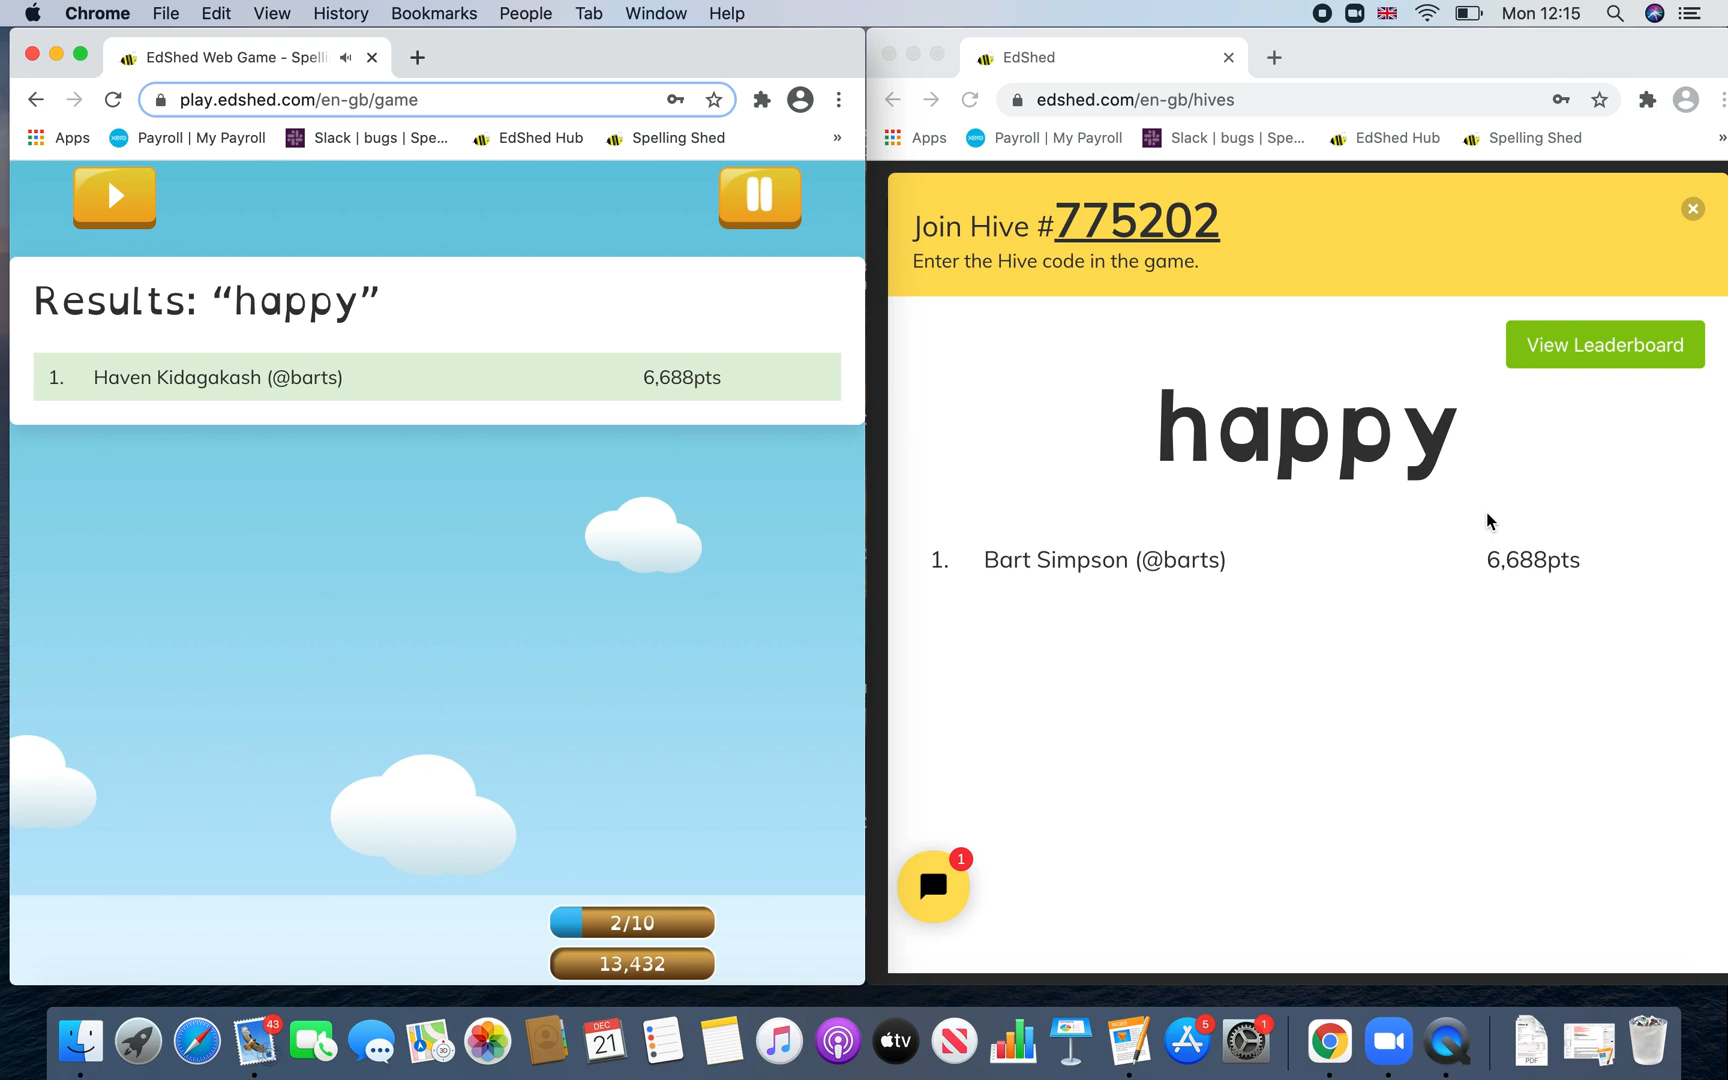 Chrome File Edit View History Bookmarks People Tab Window Help
Mon 12:15
EdShed Web Game - Spelli
play.edshed.com/en-gb/game
Apps Payroll | My Payroll Slack | bugs | Spe... EdShed Hub Spelling Shed »
Results: “happy”
1. Haven Kidagakash (@barts) 6,688pts
2/10
13,432
EdShed
edshed.com/en-gb/hives
Apps Payroll | My Payroll Slack | bugs | Spe... EdShed Hub Spelling Shed »
Join Hive #775202
Enter the Hive code in the game.
View Leaderboard
happy
1. Bart Simpson (@barts) 6,688pts
1
43
3D
DEC
21
tv
PAGES
5
1
PDF